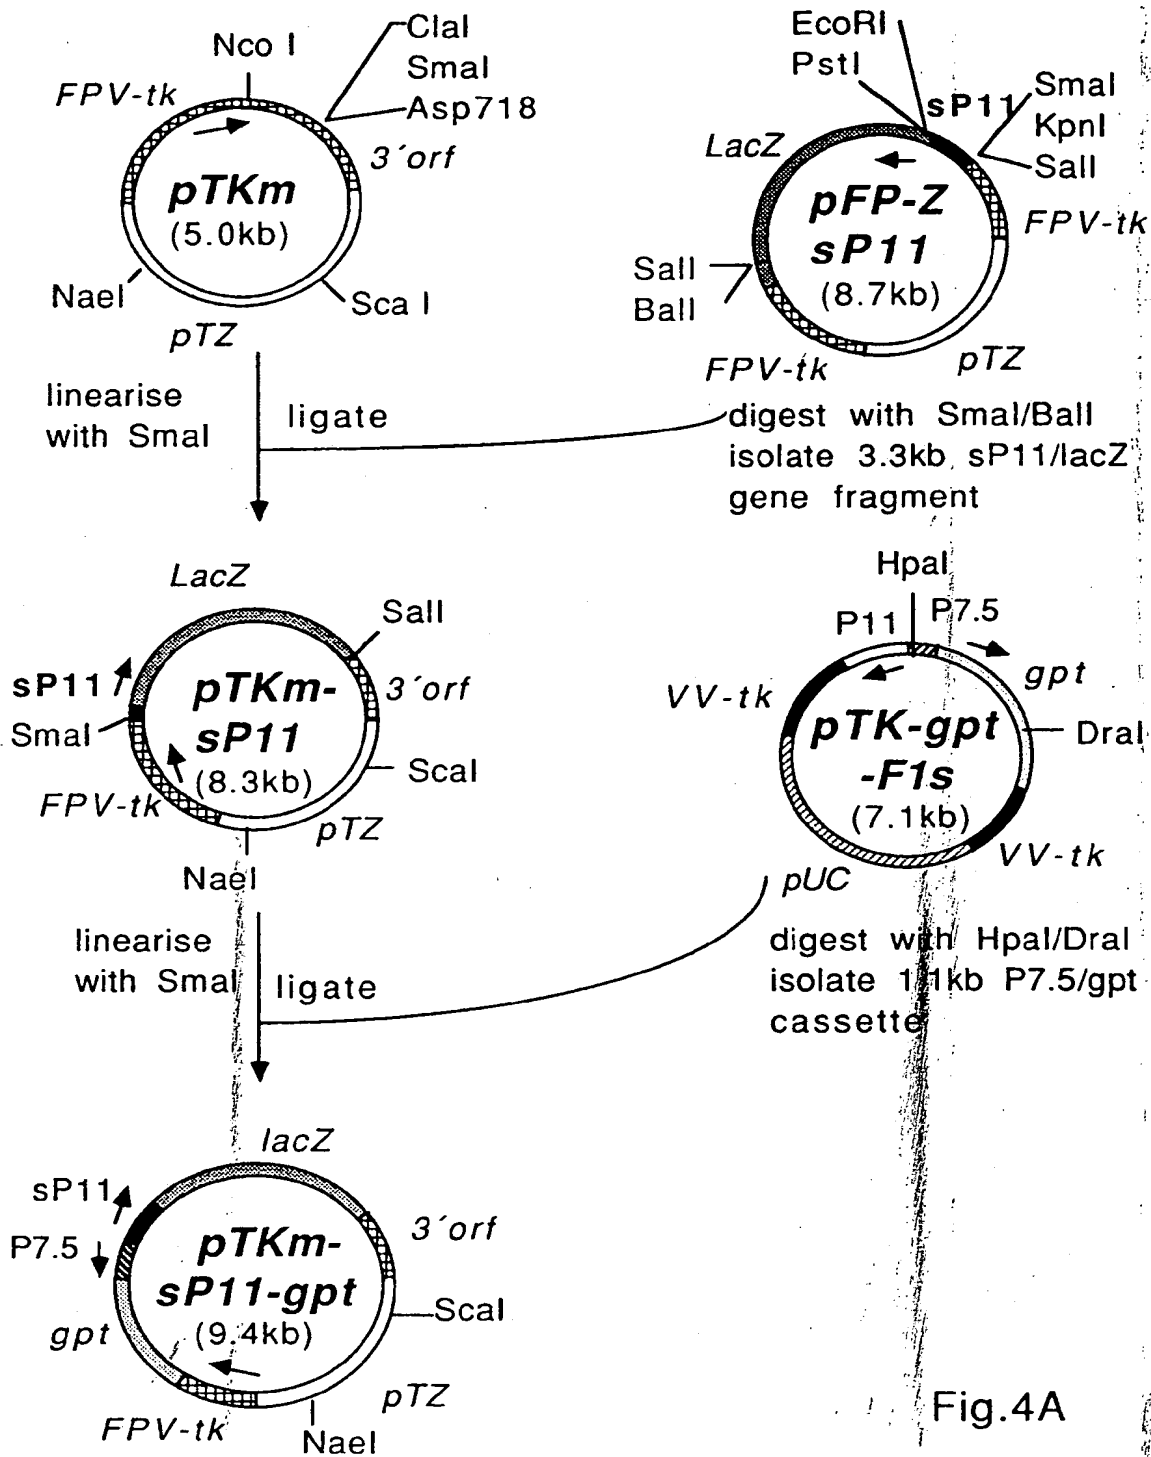 Nco I
ClaI
SmaI
Asp718
FPV-tk
3´orf
pTKm
(5.0kb)
NaeI
Sca I
pTZ
EcoRI
PstI
sP11
SmaI
KpnI
SalI
LacZ
pFP-Z
sP11
(8.7kb)
FPV-tk
SalI
BalI
FPV-tk
pTZ
linearise
with SmaI
ligate
digest with SmaI/BalI
isolate 3.3kb sP11/lacZ
gene fragment
LacZ
SalI
sP11
SmaI
pTKm-
sP11
(8.3kb)
3´orf
ScaI
FPV-tk
pTZ
NaeI
HpaI
P11
P7.5
gpt
VV-tk
DraI
pTK-gpt
-F1s
(7.1kb)
VV-tk
pUC
linearise
with SmaI
ligate
digest with HpaI/DraI
isolate 1.1kb P7.5/gpt
cassette
lacZ
sP11
P7.5
3´orf
pTKm-
sP11-gpt
(9.4kb)
ScaI
gpt
FPV-tk
pTZ
NaeI
Fig.4A